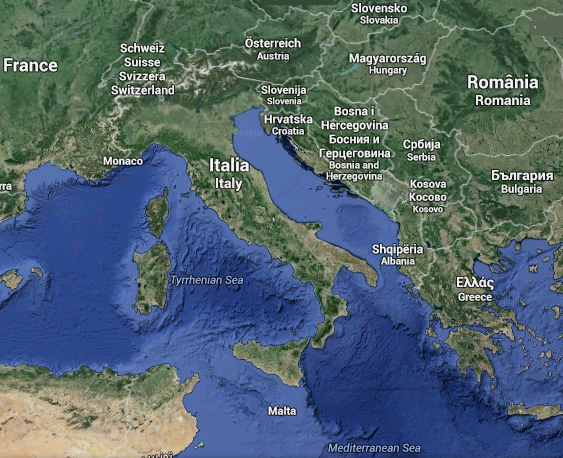 Slovensko
Slovakia
Österreich
Austria
Schweiz
Suisse
Svizzera
Switzerland
Magyarország
Hungary
France
România
Romania
Slovenija
Slovenia
Hrvatska
Croatia
Bosna i
Hercegovina
Босния и
Герцеговина
Bosnia and
Herzegovina
Србија
Serbia
Monaco
Italia
Italy
България
Bulgaria
Kosova
Косово
Kosovo
Shqipëria
Albania
Tyrrhenian Sea
Ελλάς
Greece
Malta
Mediterranean Sea